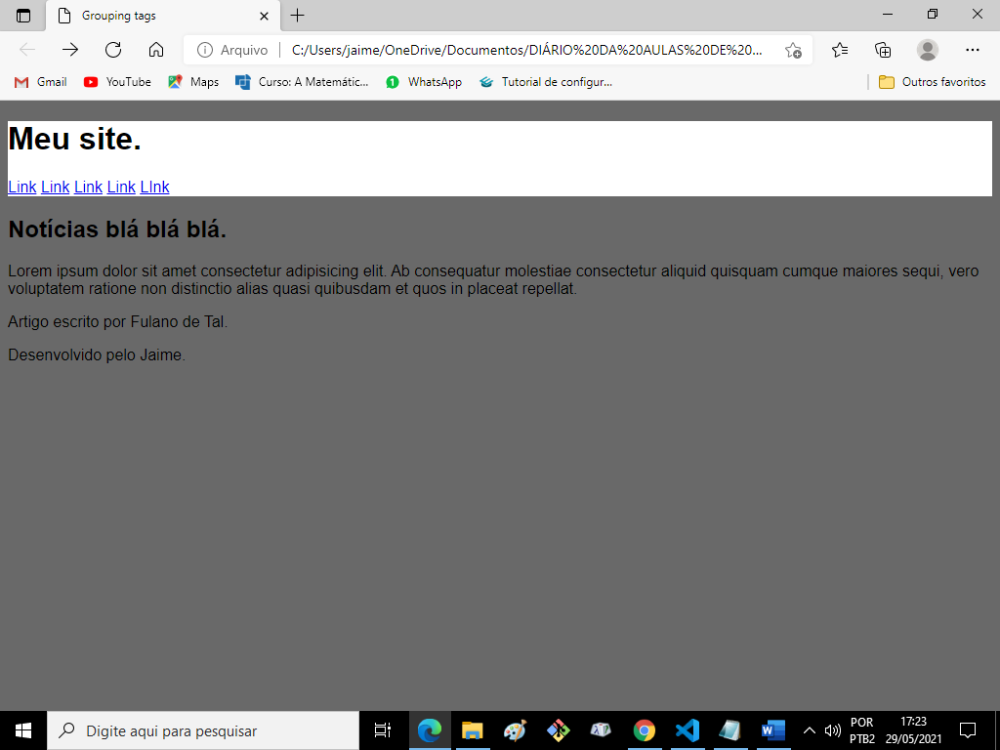 Grouping tags
Arquivo C:/Users/jaime/OneDrive/Documentos/DIÁRIO%20DA%20AULAS%20DE%20...
Gmail YouTube Maps Curso: A Matemátic... WhatsApp Tutorial de configur... Outros favoritos
Meu site.
Link Link Link Link LInk
Notícias blá blá blá.
Lorem ipsum dolor sit amet consectetur adipisicing elit. Ab consequatur molestiae consectetur aliquid quisquam cumque maiores sequi, vero
voluptatem ratione non distinctio alias quasi quibusdam et quos in placeat repellat.
Artigo escrito por Fulano de Tal.
Desenvolvido pelo Jaime.
Digite aqui para pesquisar
POR 17:23
PTB2 29/05/2021